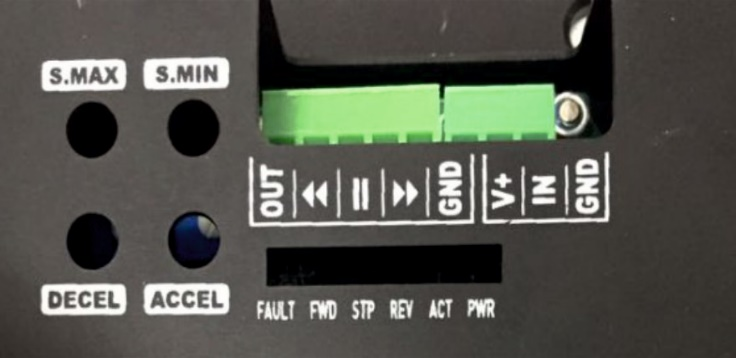 S.MAX S.MIN
OUT GND V+ IN GND
DECEL ACCEL
FAULT FWD STP REV ACT PWR